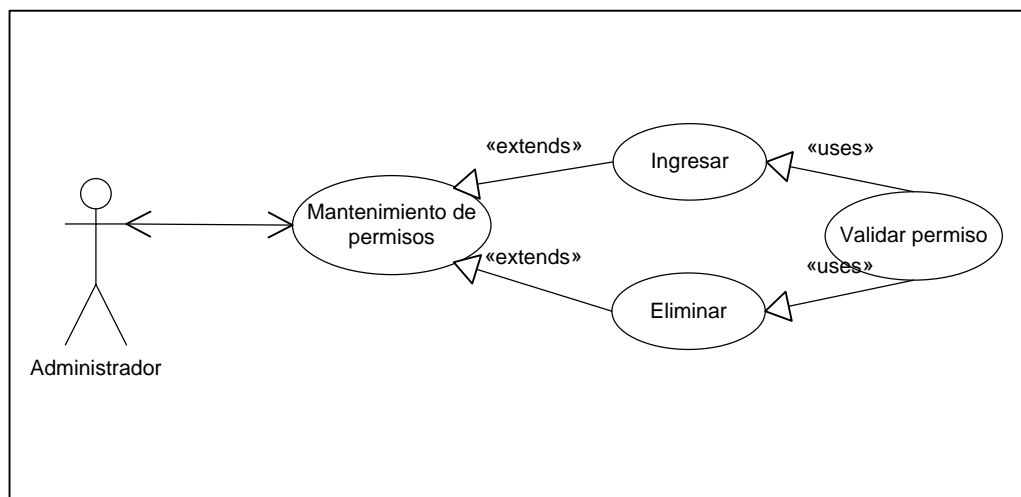 «extends»
Ingresar
«uses»
Mantenimiento de
permisos
Validar permiso
«extends»
«uses»
Eliminar
Administrador